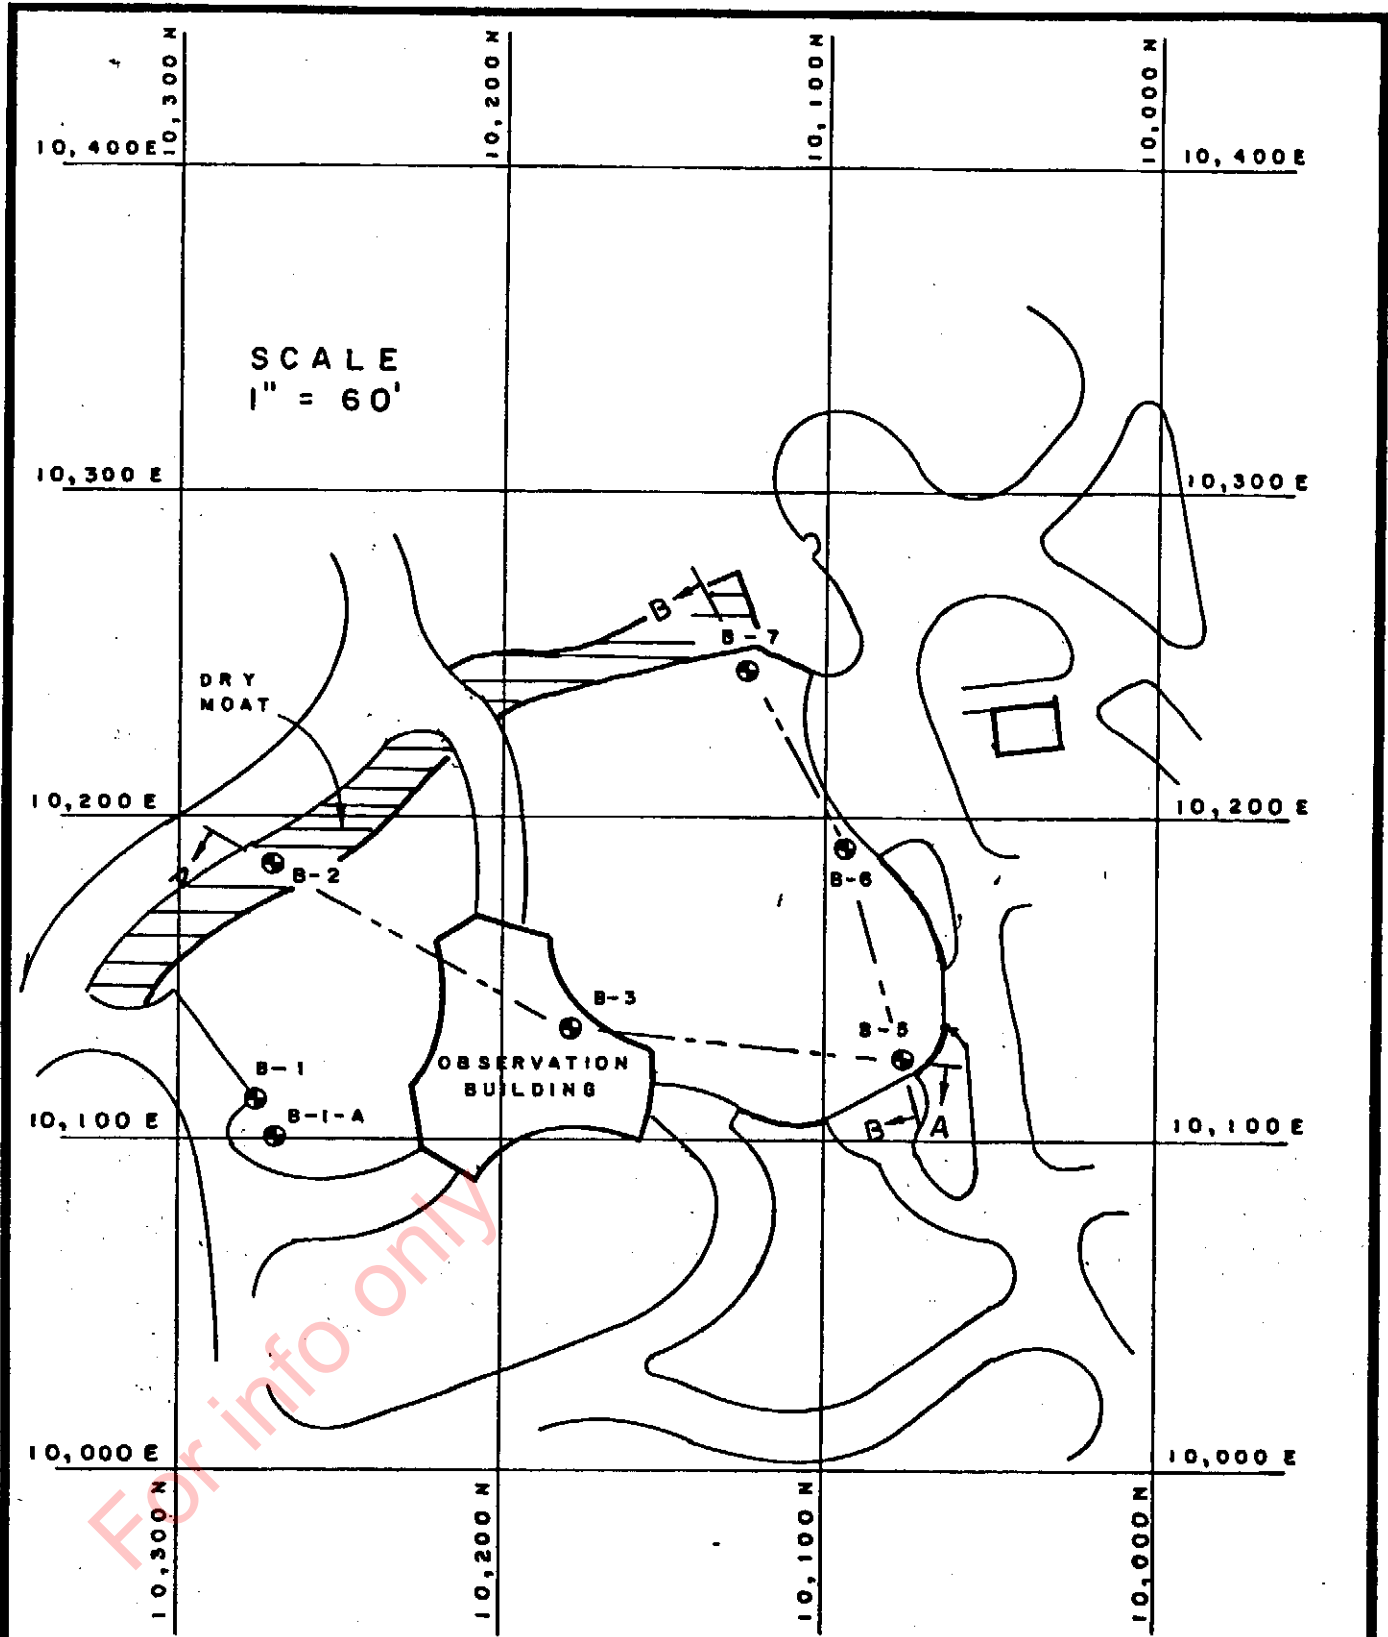 10,300 N
10,200 N
10,100 N
10,000 N
10,400E
10,400 E
SCALE
1" = 60'
10,300 E
10,300 E
B
B-7
DRY
MOAT
10,200 E
10,200 E
A
B-2
B-6
B-3
B-5
OBSERVATION
BUILDING
B-1
B-1-A
B
A
10,100 E
10,100 E
10,000 E
10,000 E
10,300 N
10,200 N
10,100 N
10,000 N
For info only